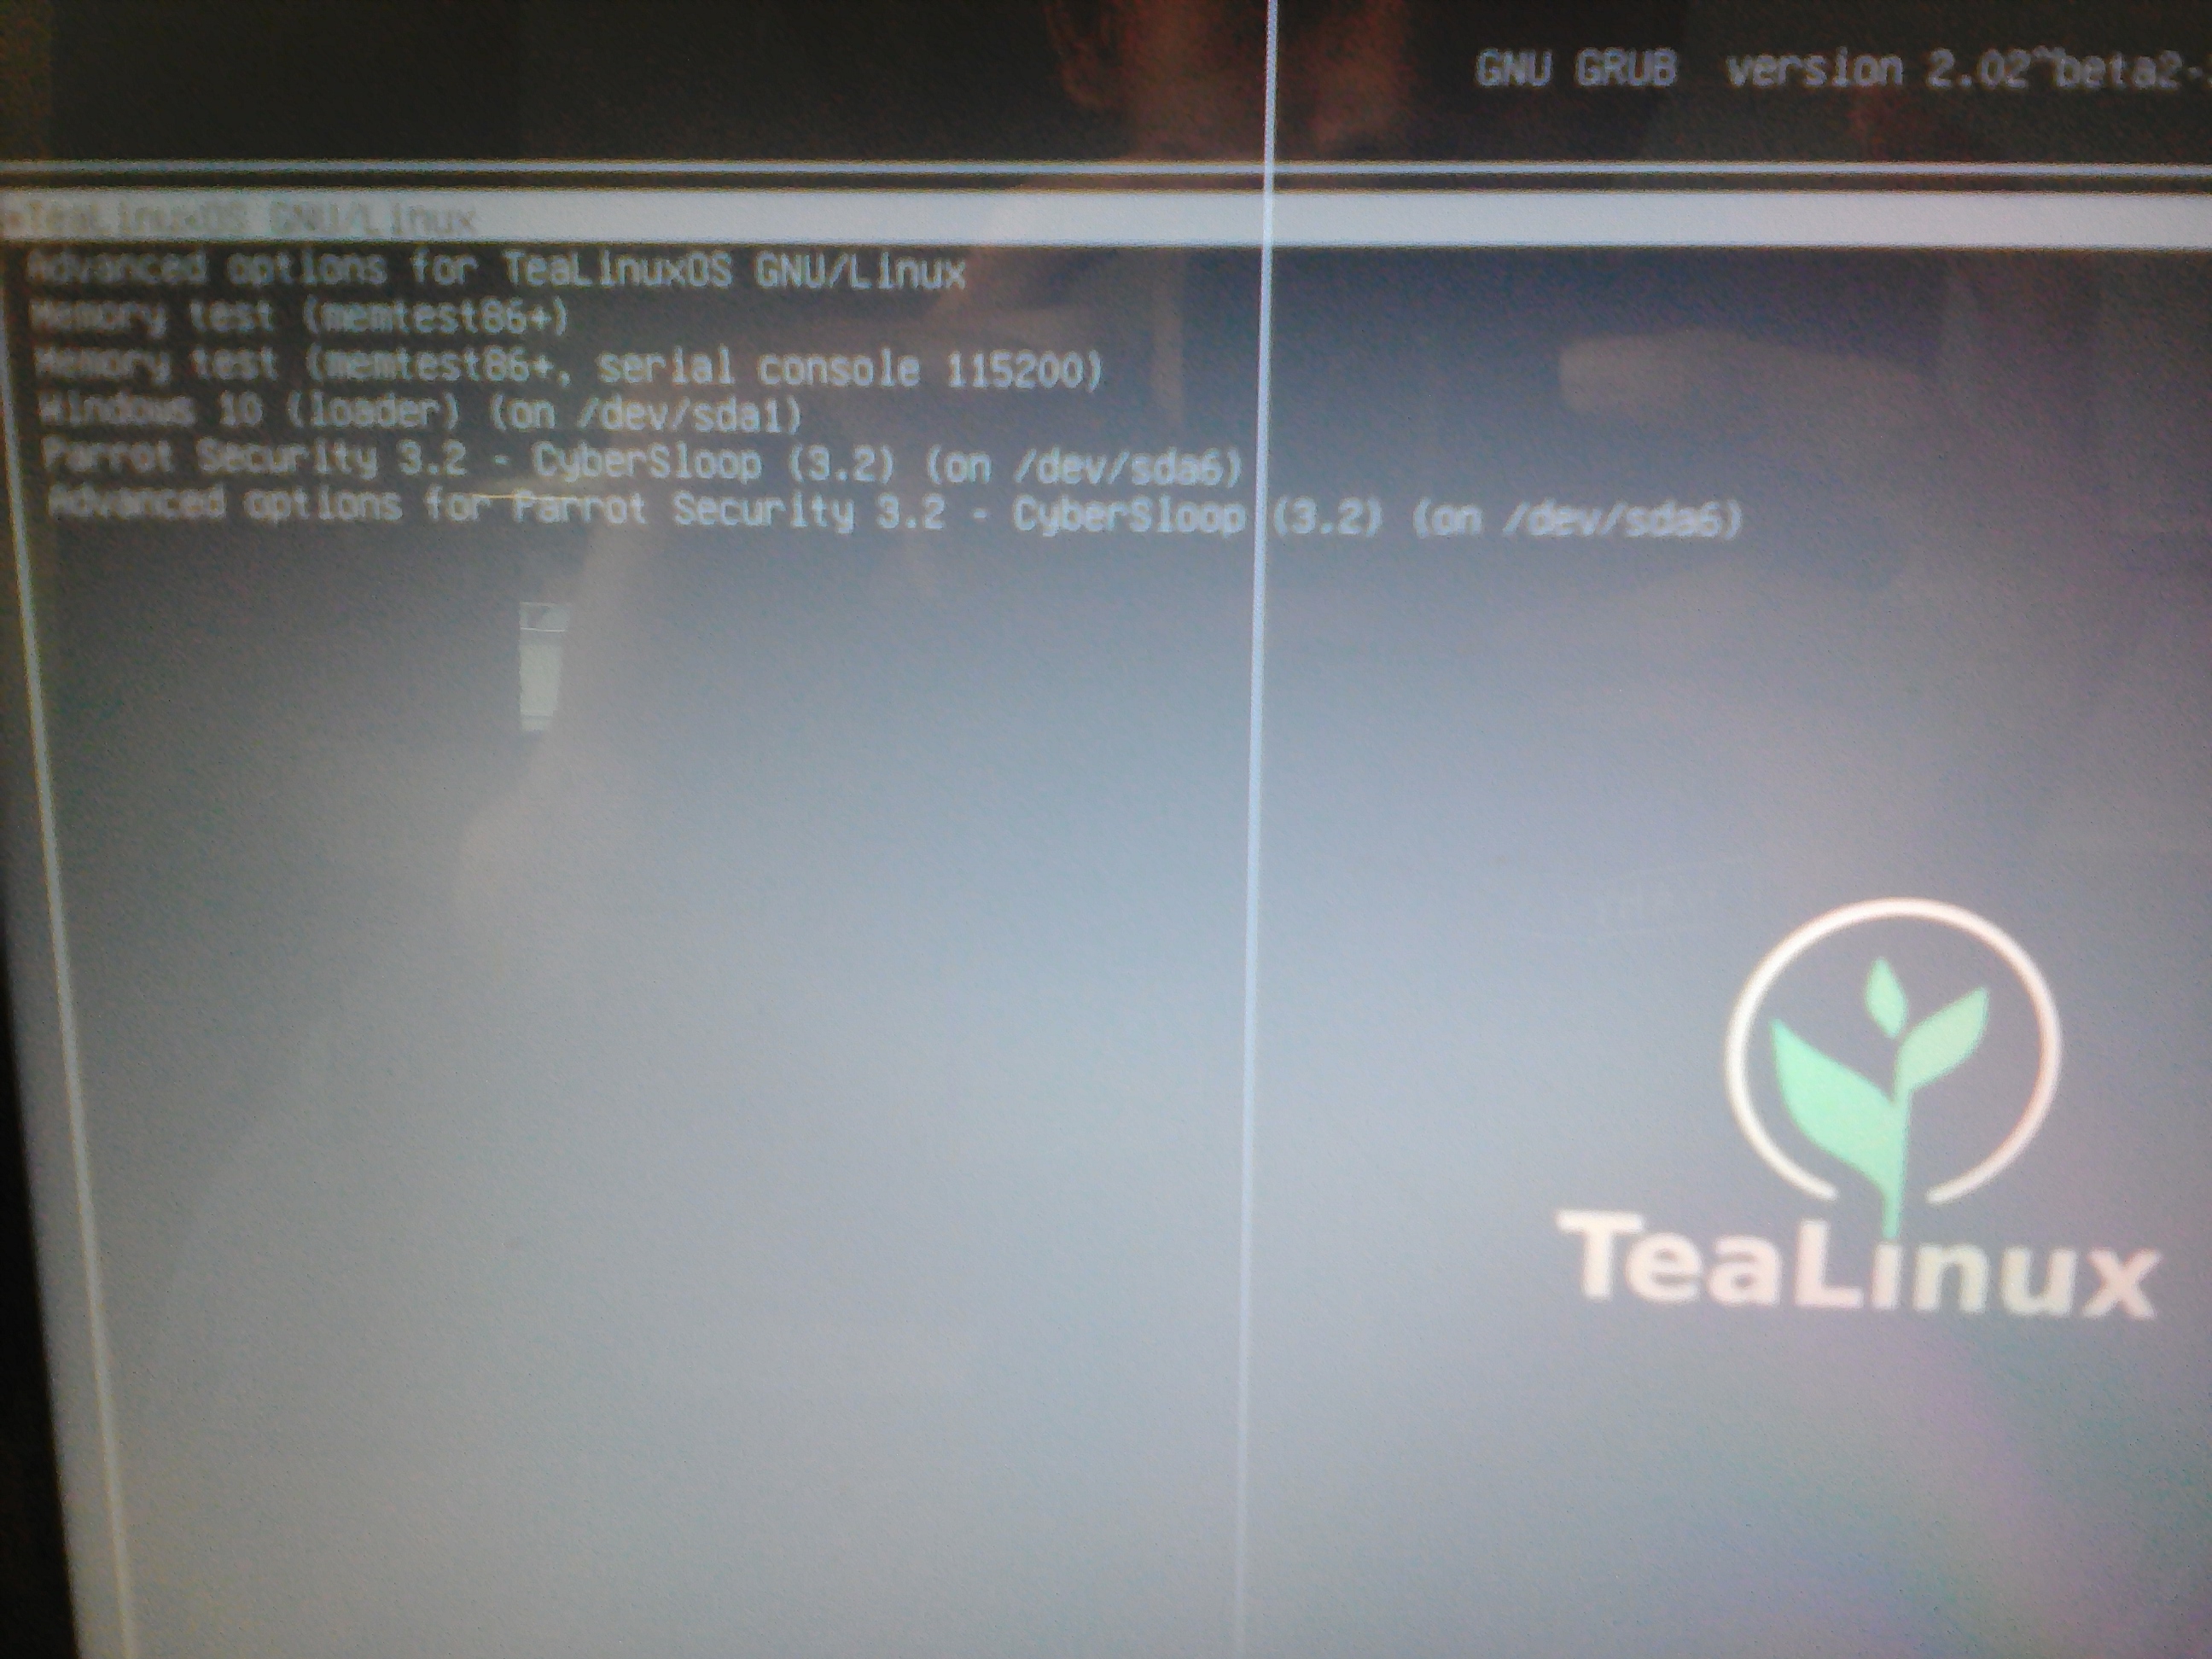 GNU GRUB version 2.02~beta2-
*TeaLinuxOS GNU/Linux
Advanced options for TeaLinuxOS GNU/Linux
Memory test (memtest86+)
Memory test (memtest86+, serial console 115200)
Windows 10 (loader) (on /dev/sda1)
Parrot Security 3.2 - CyberSloop (3.2) (on /dev/sda6)
Advanced options for Parrot Security 3.2 - CyberSloop (3.2) (on /dev/sda6)
TeaLinux